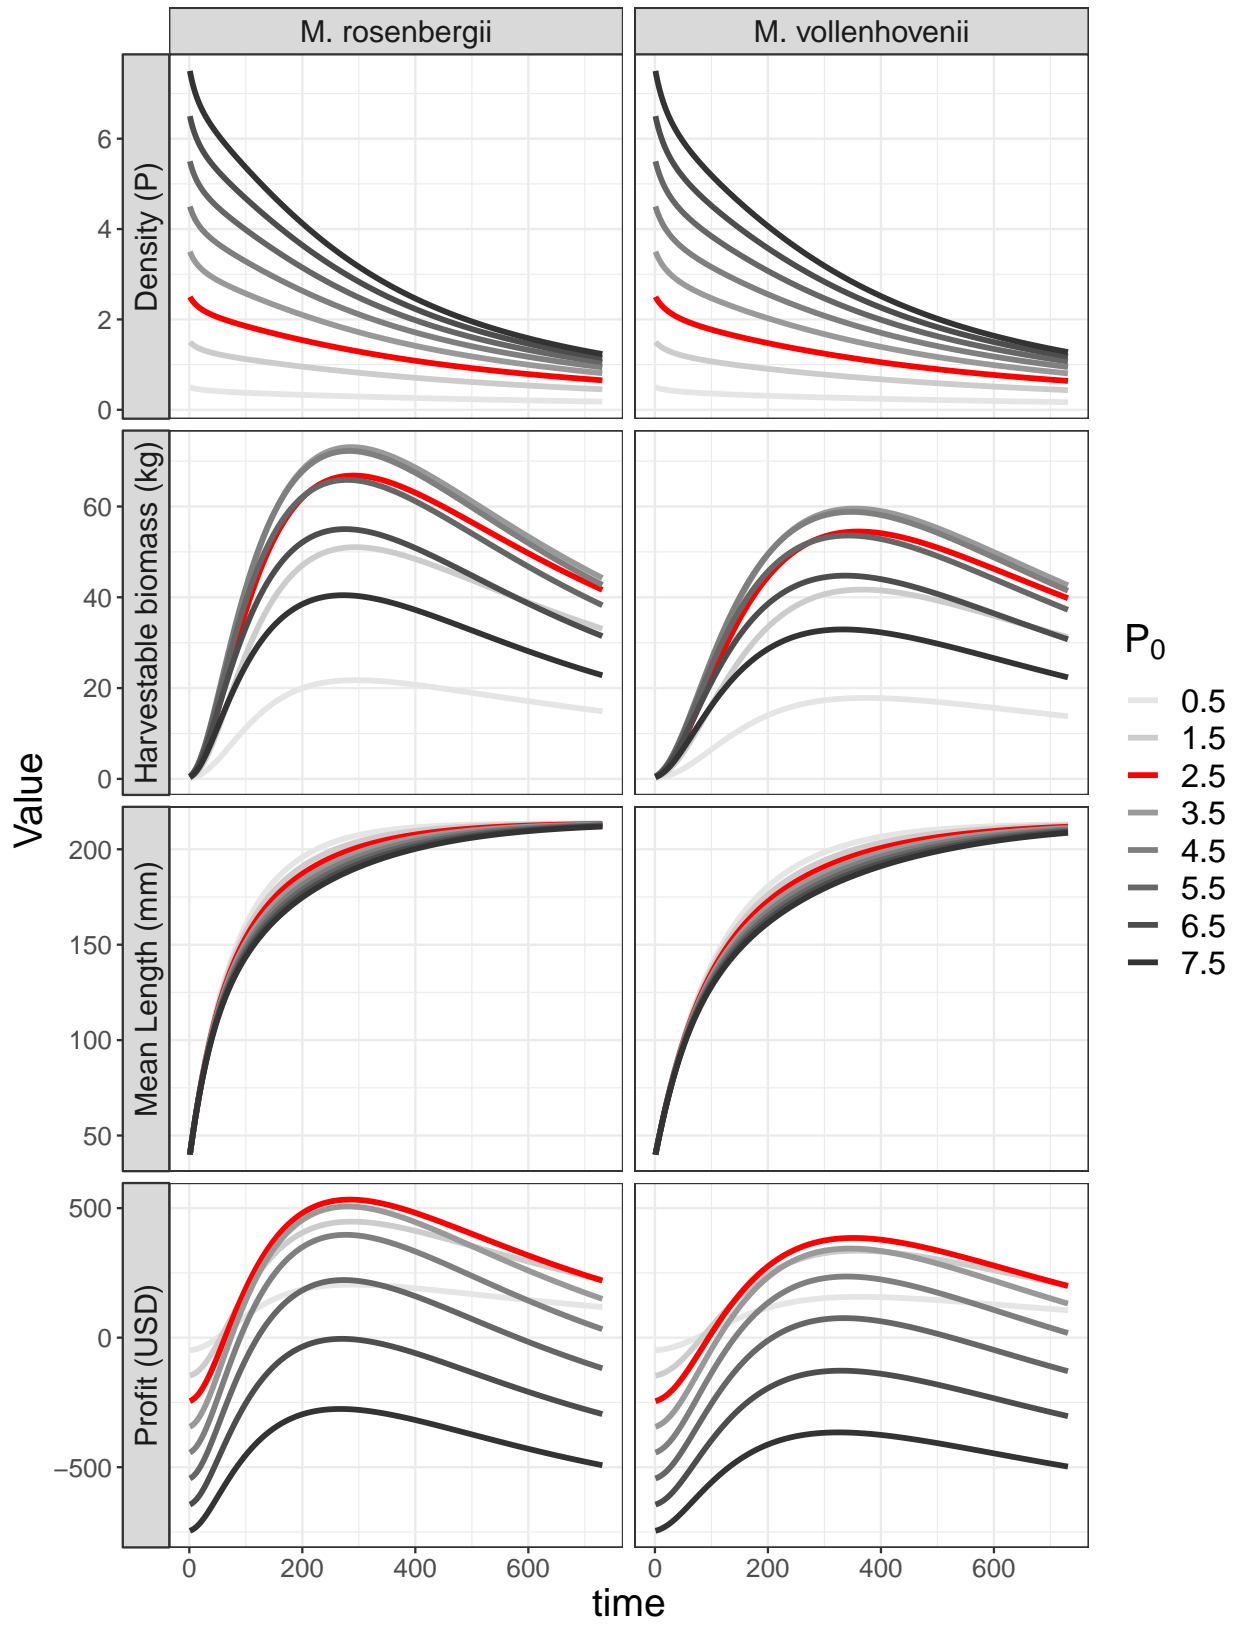 M. rosenbergii
M. vollenhovenii
Density (P)
6
4
2
0
Harvestable biomass (kg)
60
40
20
0
Mean Length (mm)
200
150
100
50
Profit (USD)
500
0
−500
Value
0 200 400 600
0 200 400 600
time
P0
0.5
1.5
2.5
3.5
4.5
5.5
6.5
7.5